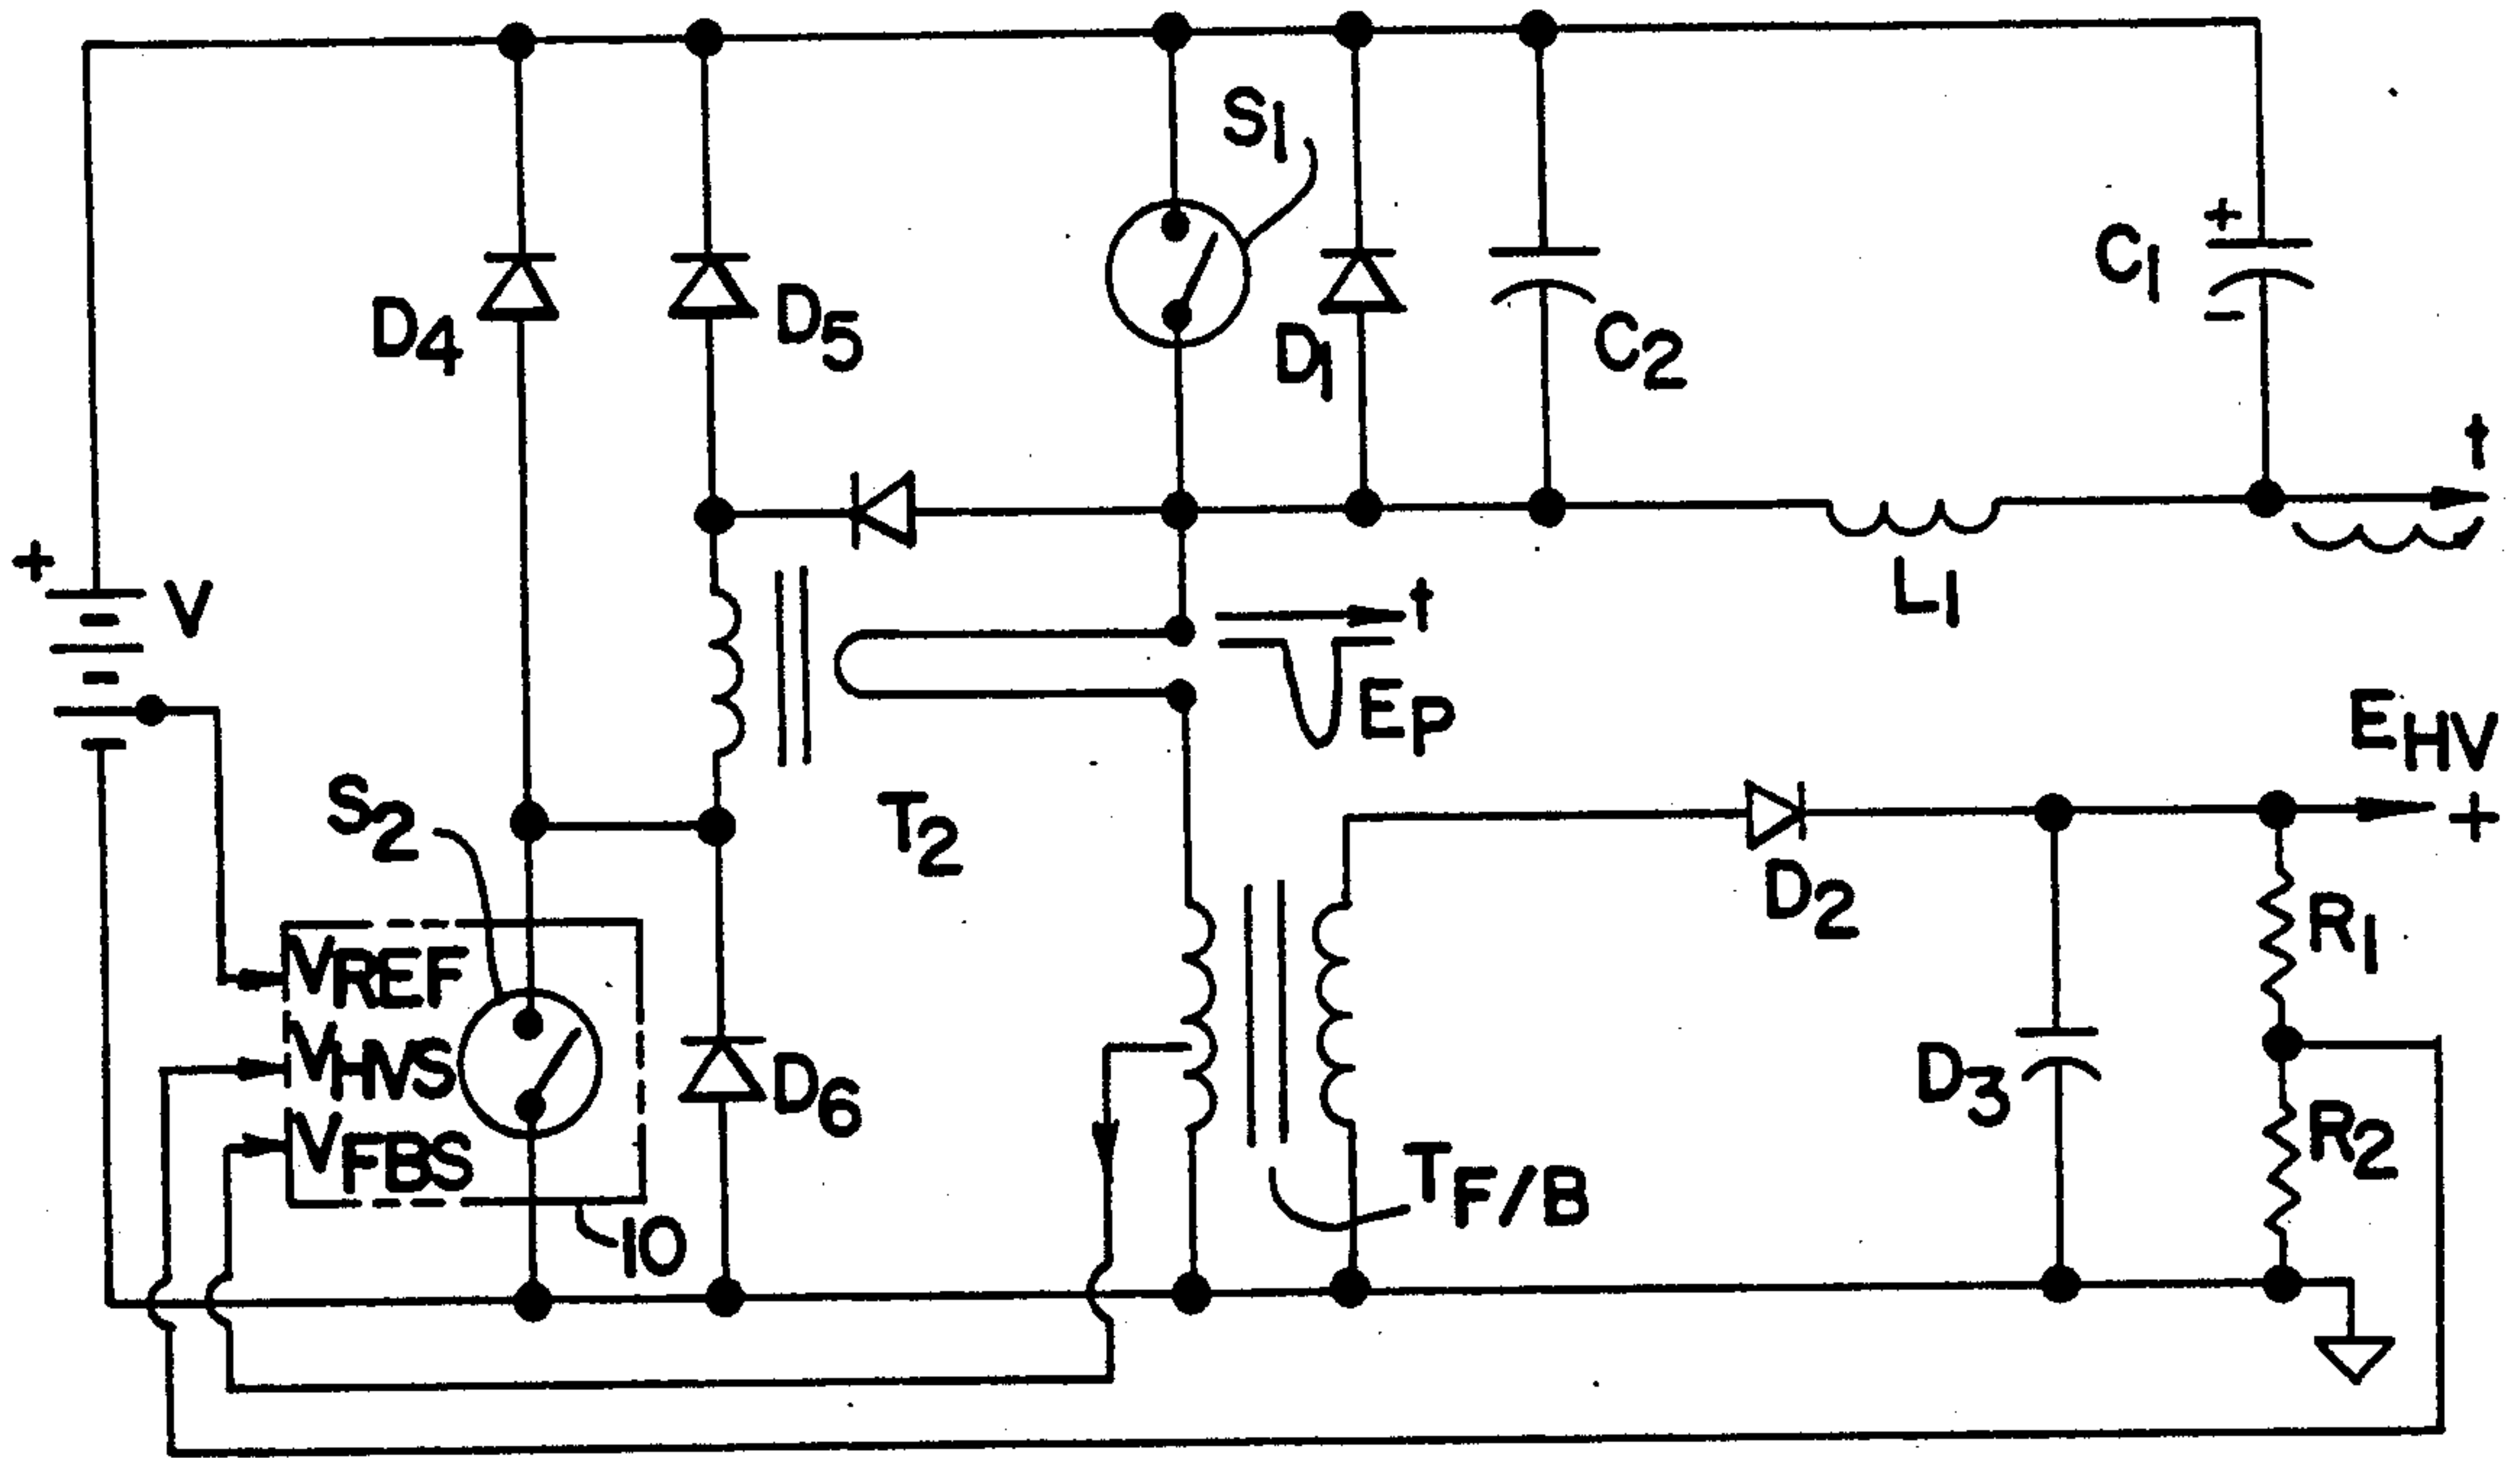 S1
C1
+
-
D4
D5
D1
C2
t
+
V
t
L1
EP
EHV
+
S2
T2
D2
R1
VREF
VHVS
VFBS
D6
D3
R2
TF/B
10